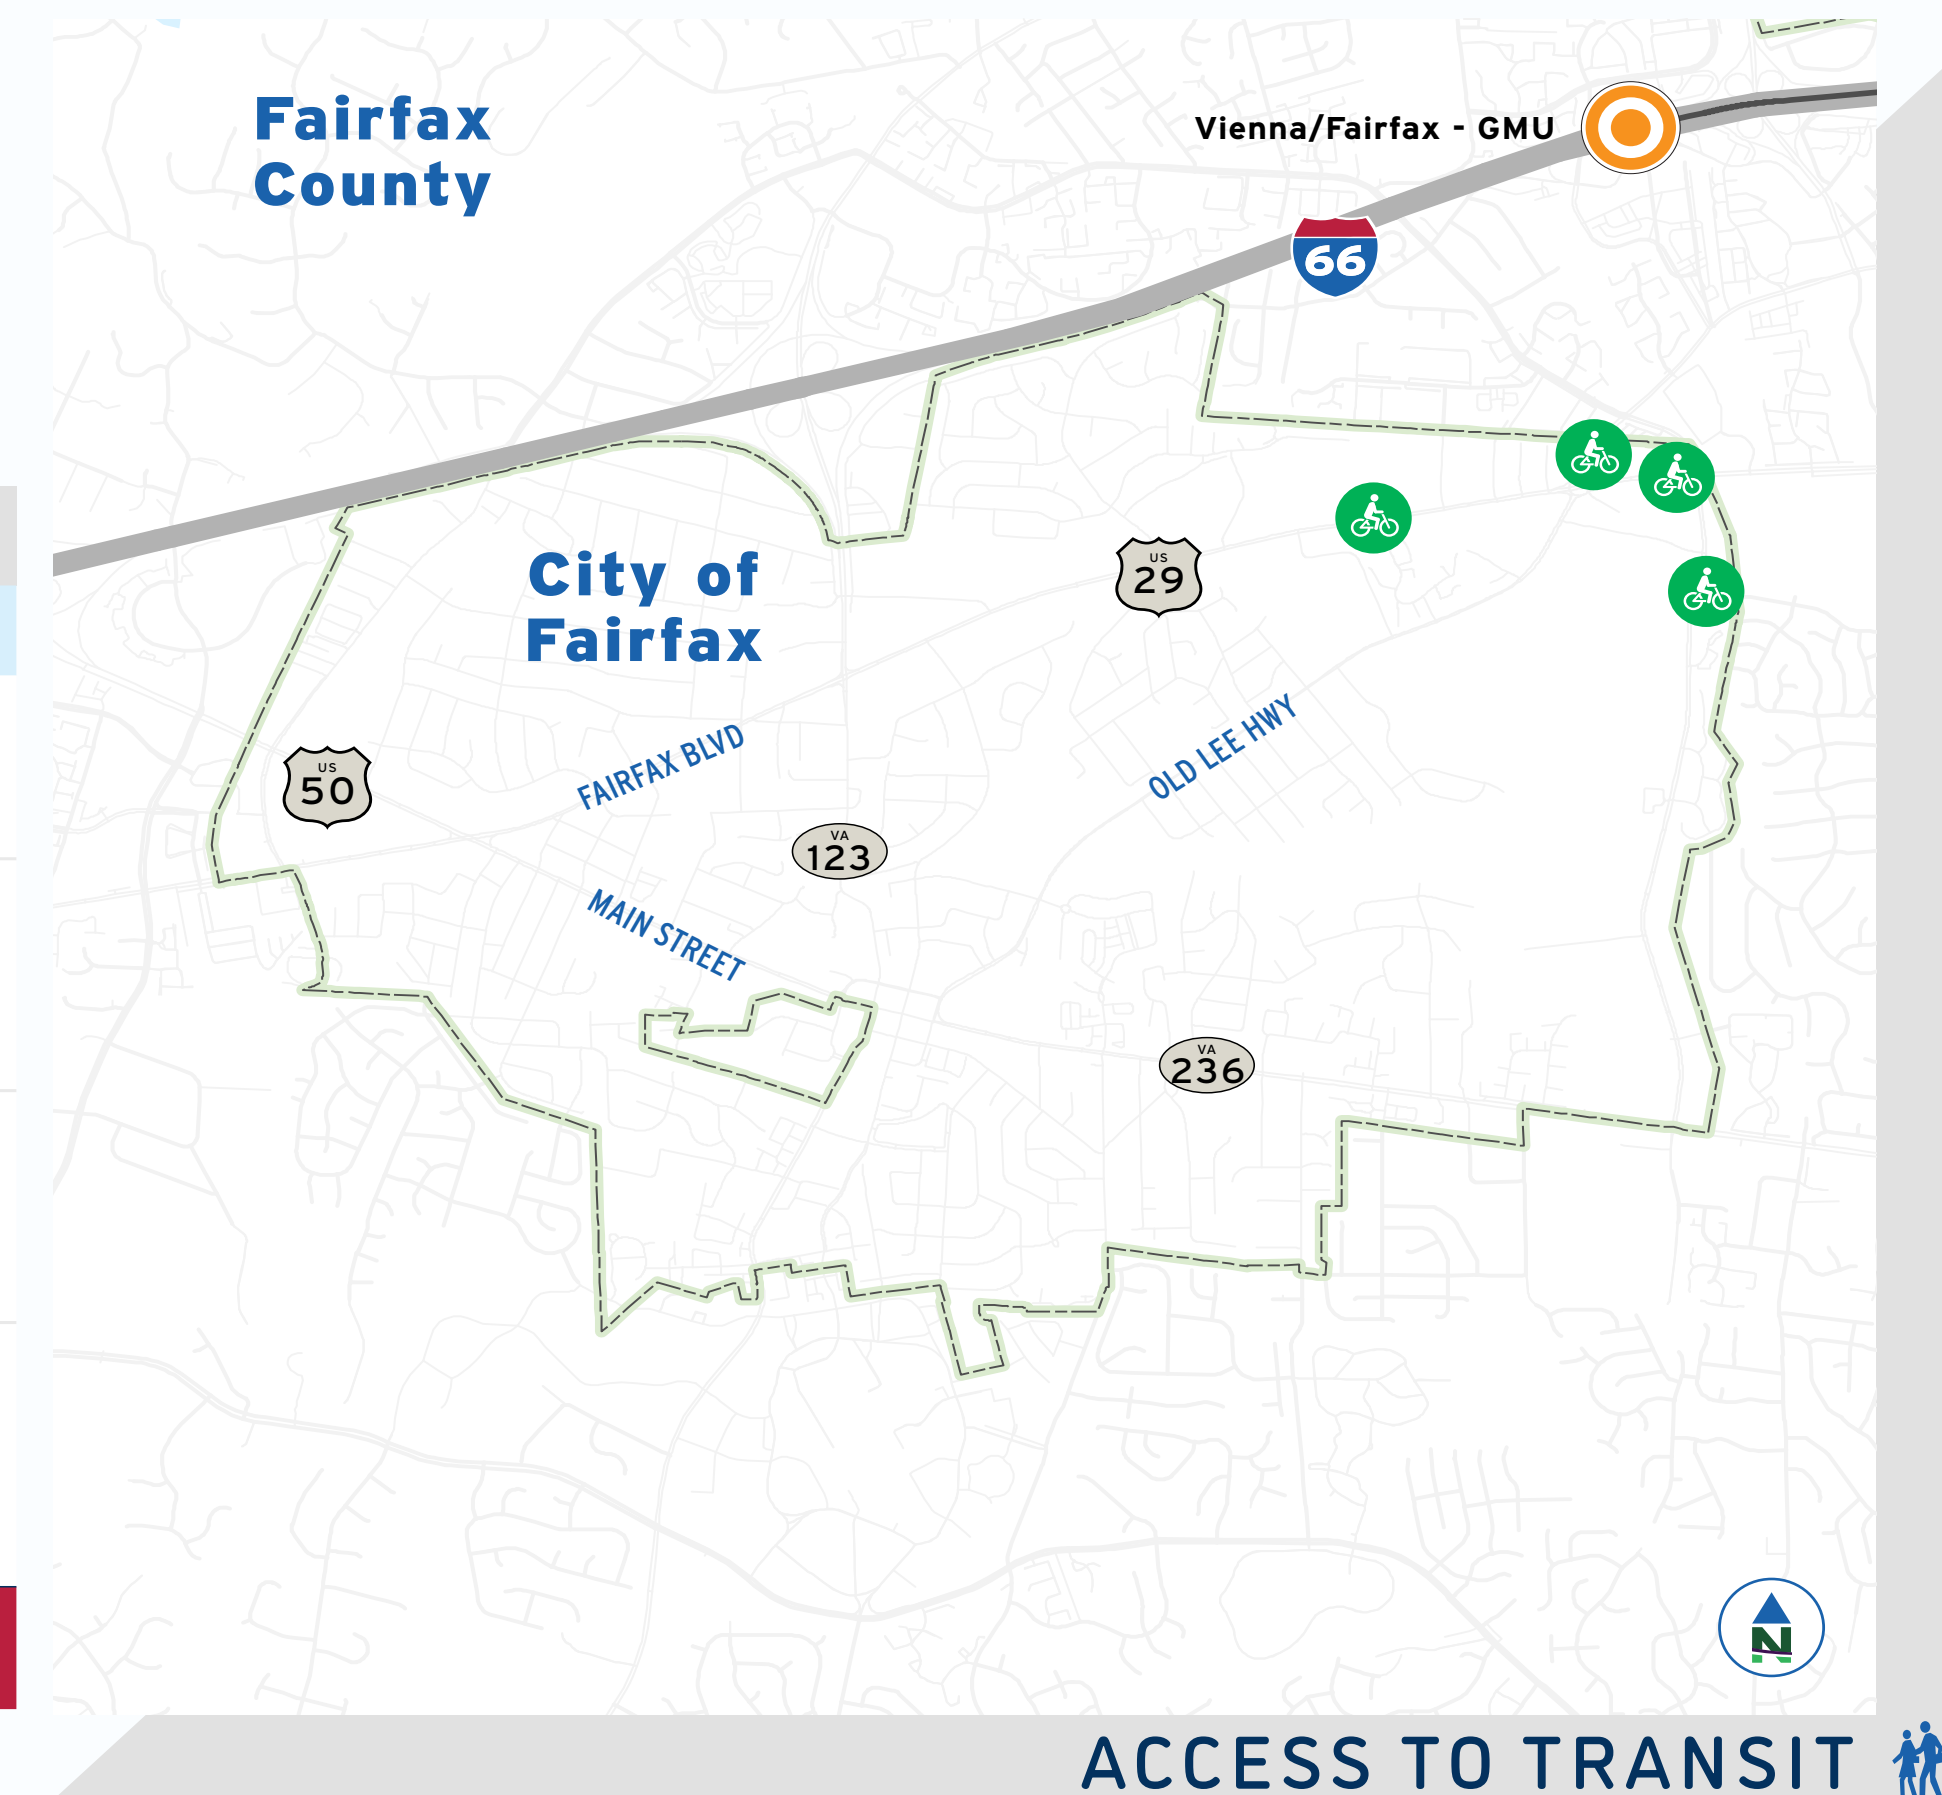 Fairfax
County
Vienna/Fairfax - GMU
66
City of
Fairfax
US
29
US
50
FAIRFAX BLVD
OLD LEE HWY
VA
123
MAIN STREET
VA
236
N
ACCESS TO TRANSIT